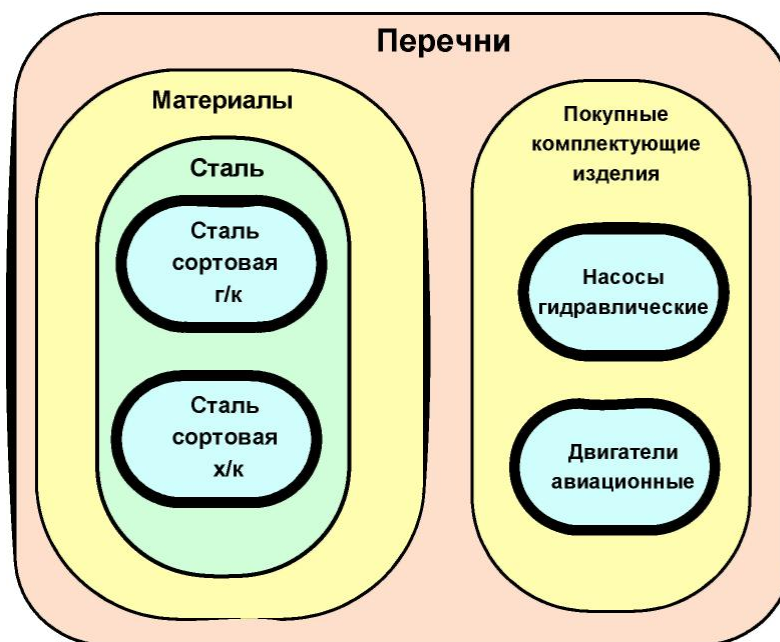 Перечни
Материалы
Сталь
Сталь
сортовая
г/к
Сталь
сортовая
х/к
Покупные
комплектующие
изделия
Насосы
гидравлические
Двигатели
авиационные